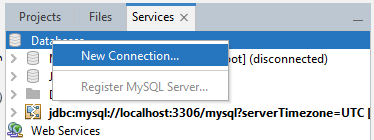 Projects Files Services
Databases
New Connection...
oot] (disconnected)
Register MySQL Server...
jdbc:mysql://localhost:3306/mysql?serverTimezone=UTC [
Web Services